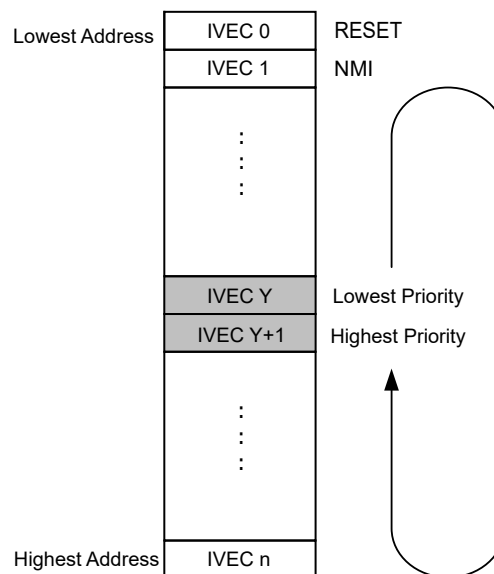 Lowest Address IVEC 0 RESET
IVEC 1 NMI
:
:
:
IVEC Y Lowest Priority
IVEC Y+1 Highest Priority
:
:
:
Highest Address IVEC n